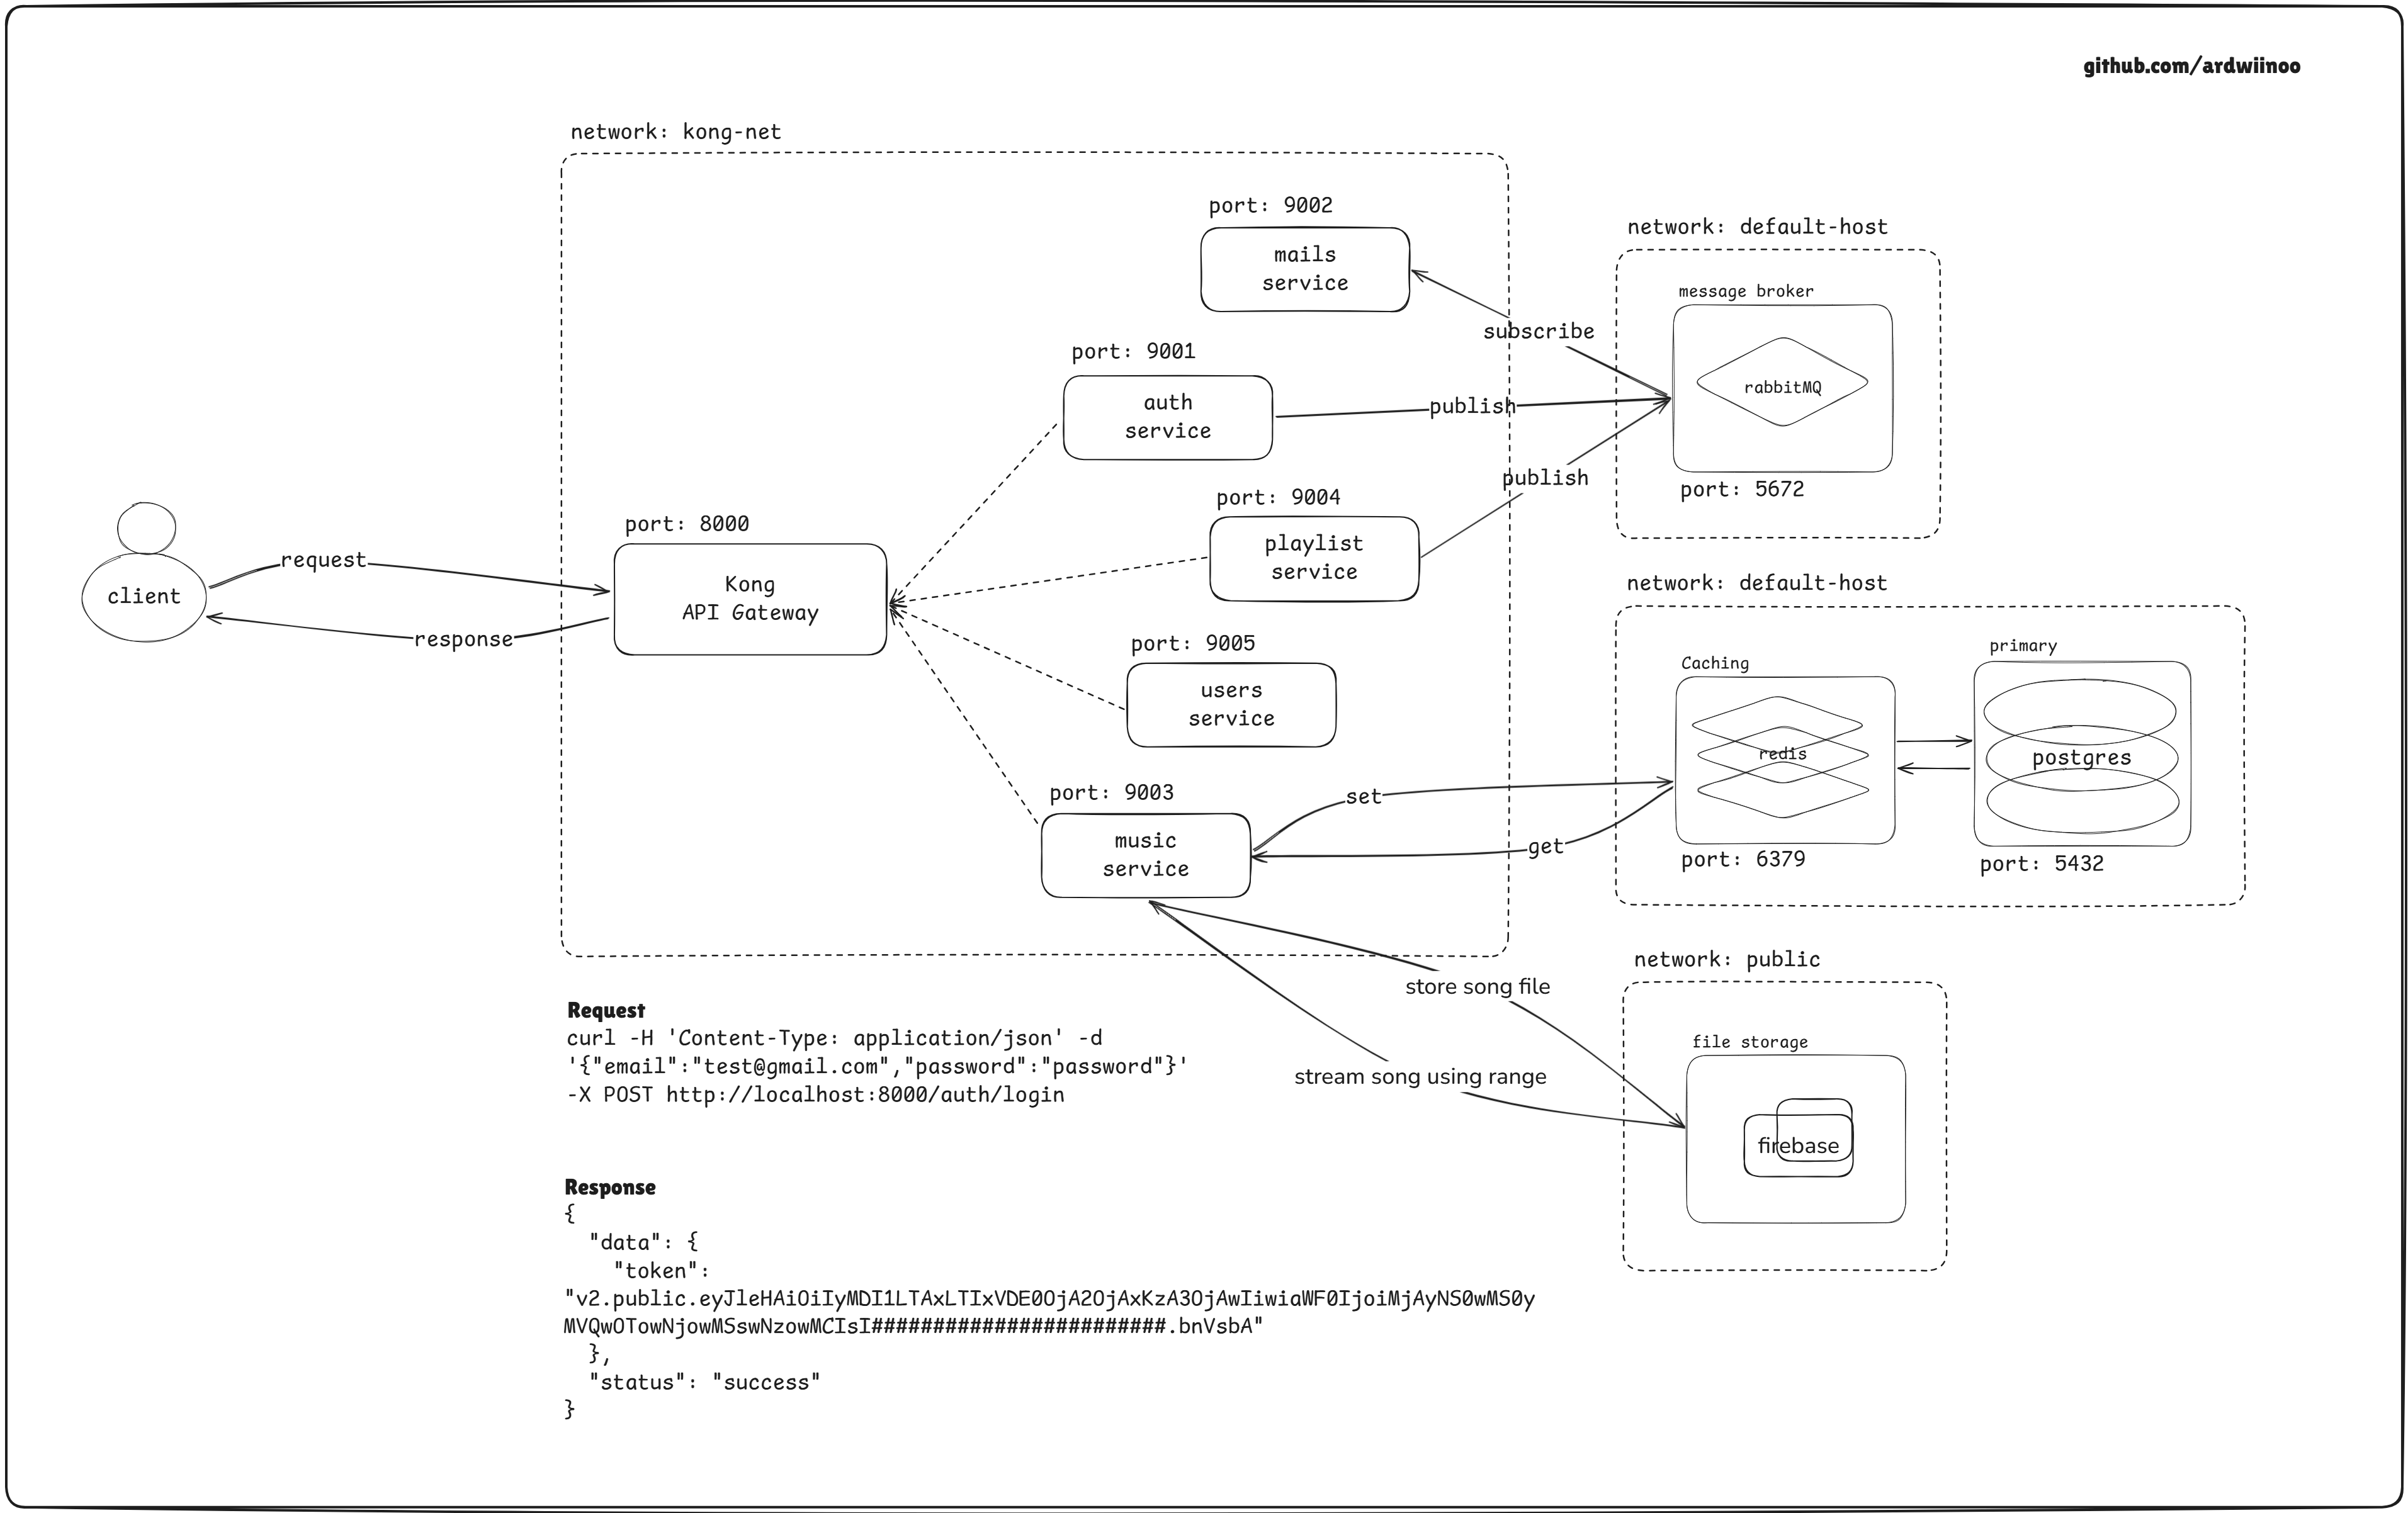 github.com/ardwiinoo
network: kong-net
port: 9002
mails
service
network: default-host
message broker
rabbitMQ
port: 5672
subscribe
port: 9001
auth
service
publish
port: 9004
playlist
service
publish
port: 8000
Kong
API Gateway
client
request
response
port: 9005
users
service
network: default-host
Caching
redis
port: 6379
primary
postgres
port: 5432
port: 9003
music
service
set
get
store song file
stream song using range
network: public
file storage
firebase
Request
curl -H 'Content-Type: application/json' -d
'{"email":"test@gmail.com","password":"password"}'
-X POST http://localhost:8000/auth/login
Response
{
"data": {
"token":
"v2.public.eyJleHAiOiIyMDI1LTAxLTIxVDE0OjA2OjAxKzA3OjAwIiwiaWF0IjoiMjAyNS0wMS0y
MVQwOTowNjowMSswNzowMCIsI########################.bnVsbA"
},
"status": "success"
}